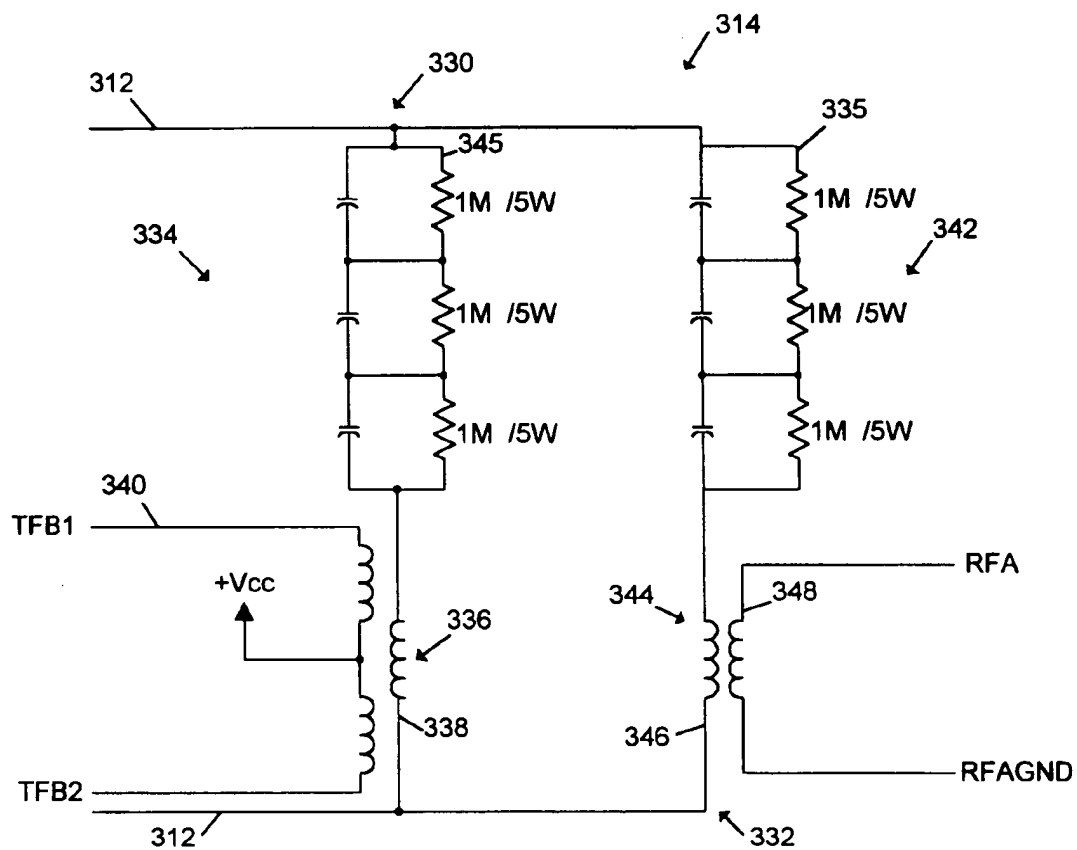 314
330
312
335
345
1M /5W
1M /5W
334
342
1M /5W
1M /5W
1M /5W
1M /5W
340
TFB1
RFA
+Vcc
344
348
336
338
346
TFB2
RFAGND
312
332